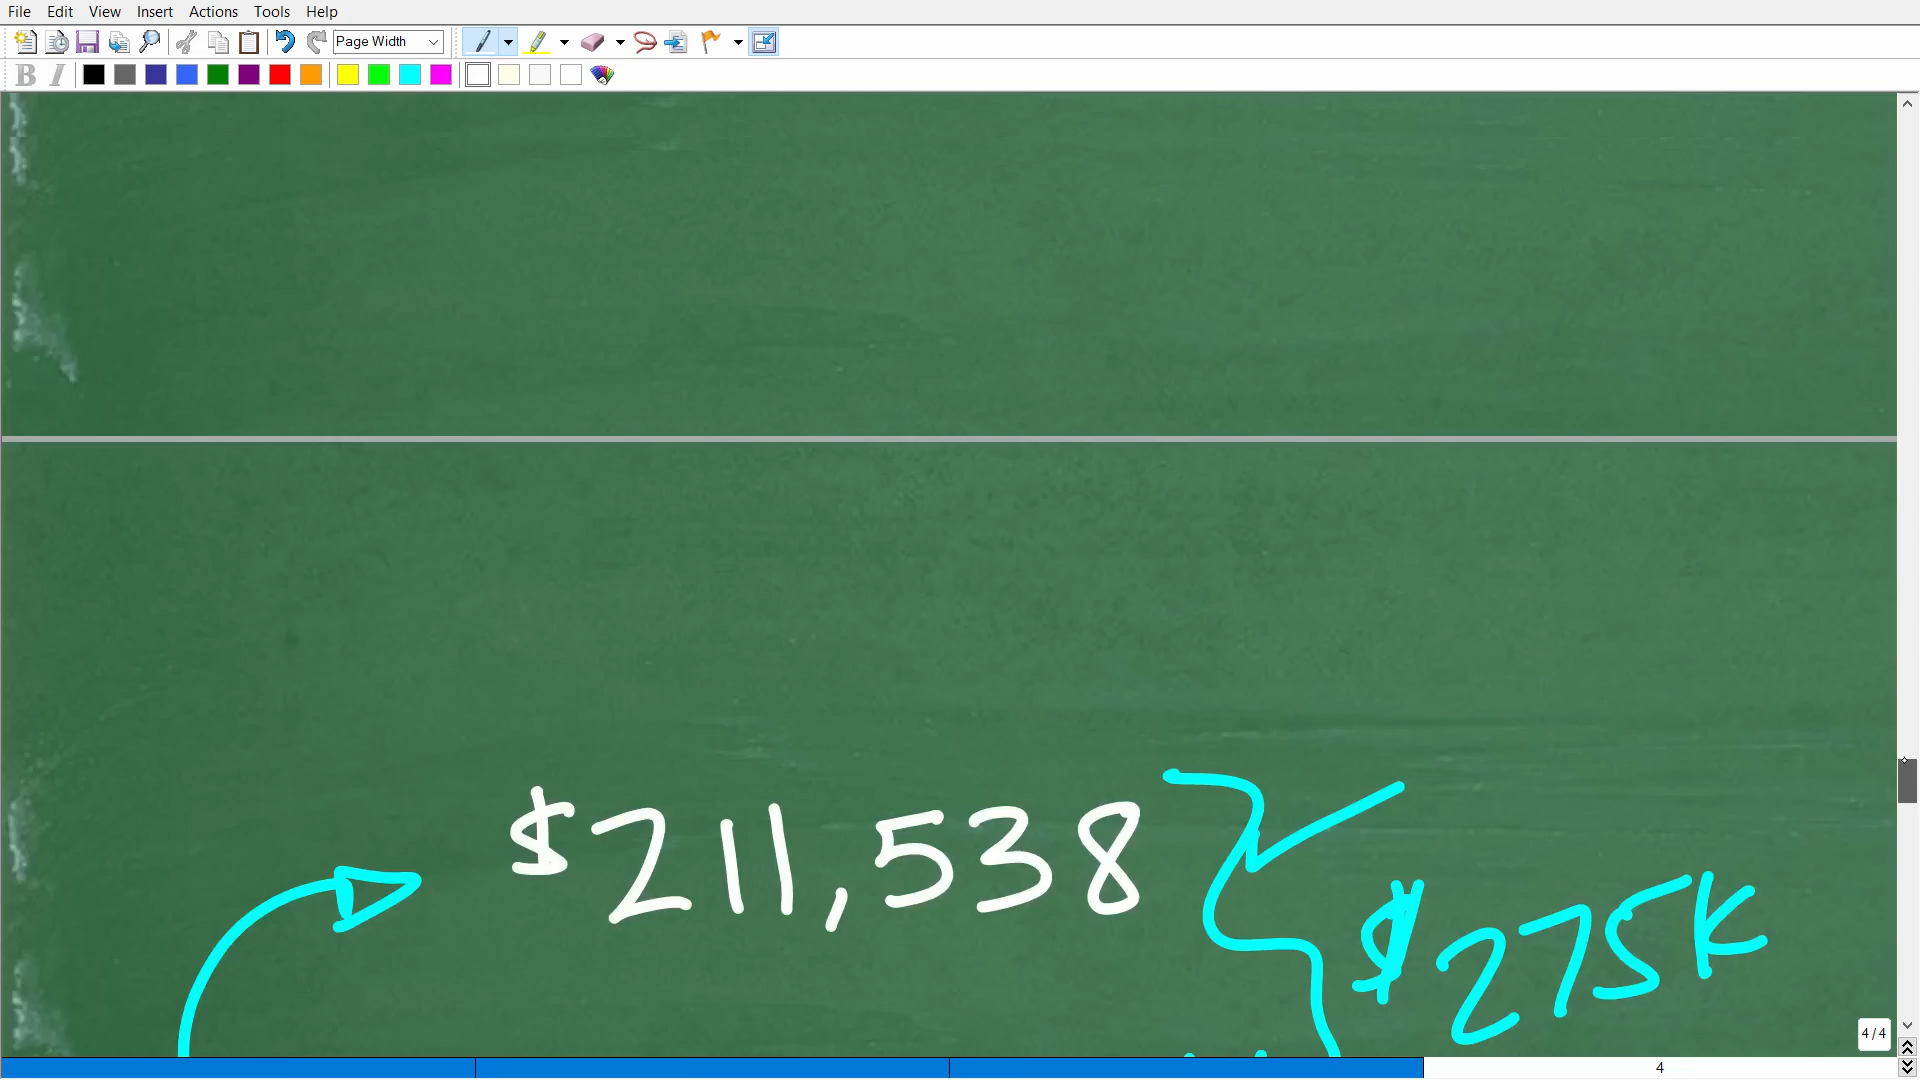 File Edit View Insert Actions Tools Help
Page Width
B I
$211,538
$275K
4 / 4
4